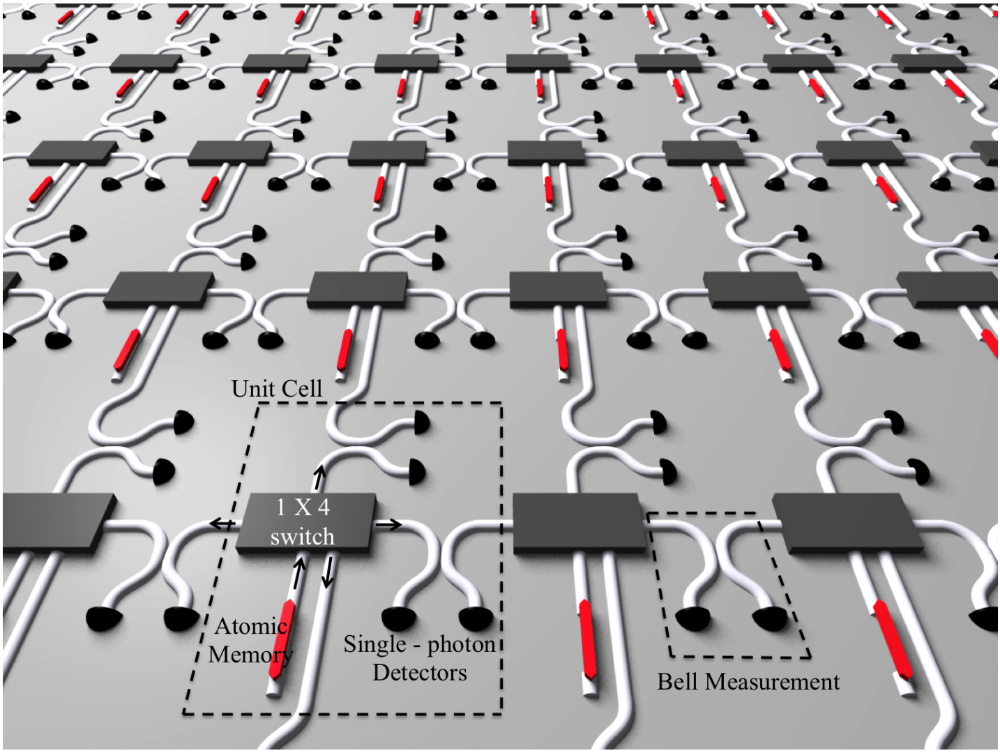 Unit Cell
1 X 4
switch
Atomic
Memory
Single - photon
Detectors
Bell Measurement